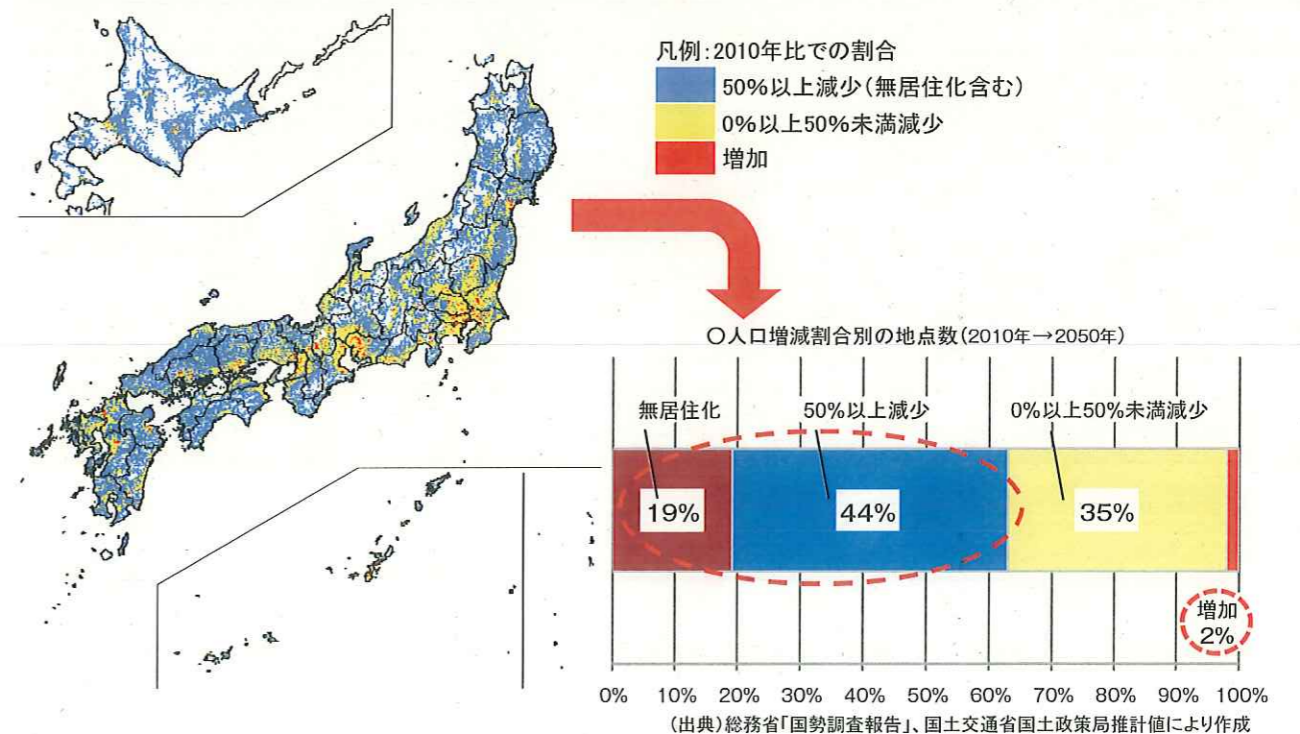 凡例:2010年比での割合
50%以上減少(無居住化含む)
0%以上50%未満減少
増加
〇人口増減割合別の地点数(2010年→2050年)
無居住化
50%以上減少
0%以上50%未満減少
19%
44%
35%
増加
2%
0% 10% 20% 30% 40% 50% 60% 70% 80% 90% 100%
(出典)総務省「国勢調査報告」、国土交通省国土政策局推計値により作成